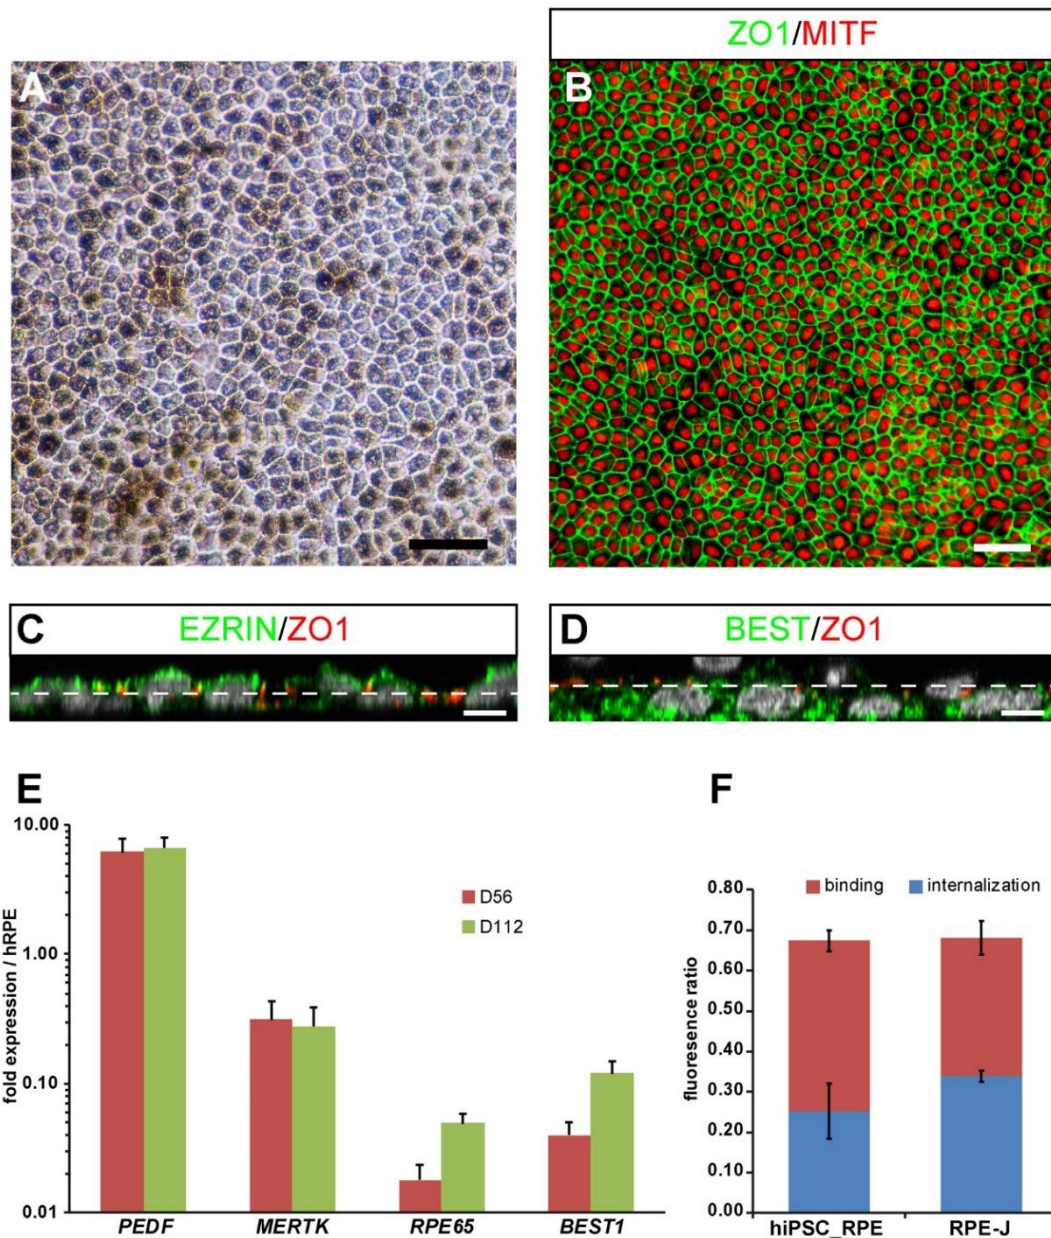 ZO1/MITF
A
B
C
EZRIN/ZO1
D
BEST/ZO1
E
fold expression / hRPE
10.00
1.00
0.10
0.01
D56
D112
PEDF
MERTK
RPE65
BEST1
F
fluoresence ratio
0.80
0.70
0.60
0.50
0.40
0.30
0.20
0.10
0.00
binding
internalization
hiPSC_RPE
RPE-J